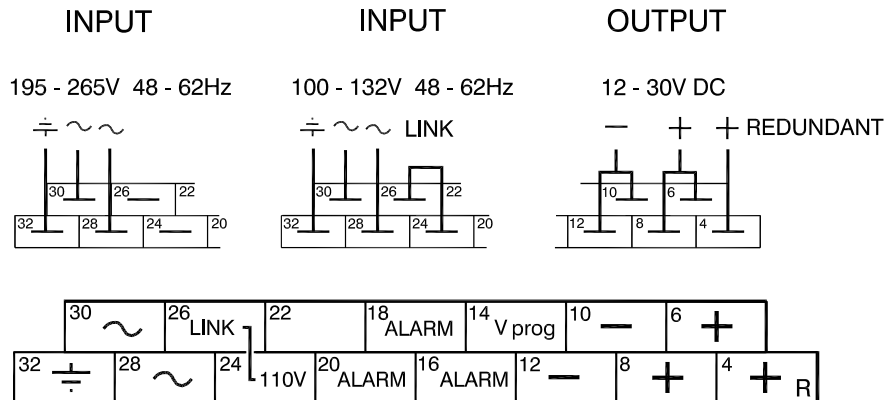 INPUT INPUT OUTPUT
195 - 265V 48 - 62Hz 100 - 132V 48 - 62Hz 12 - 30V DC
÷ ~ ~ ÷ ~ ~ LINK − + + REDUNDANT
30 26 22 30 26 22 10 6
32 28 24 20 32 28 24 20 12 8 4
30 ~ 26 LINK 22 18 ALARM 14 V prog 10 − 6 +
32 ÷ 28 ~ 24 110V 20 ALARM 16 ALARM 12 − 8 + 4 + R